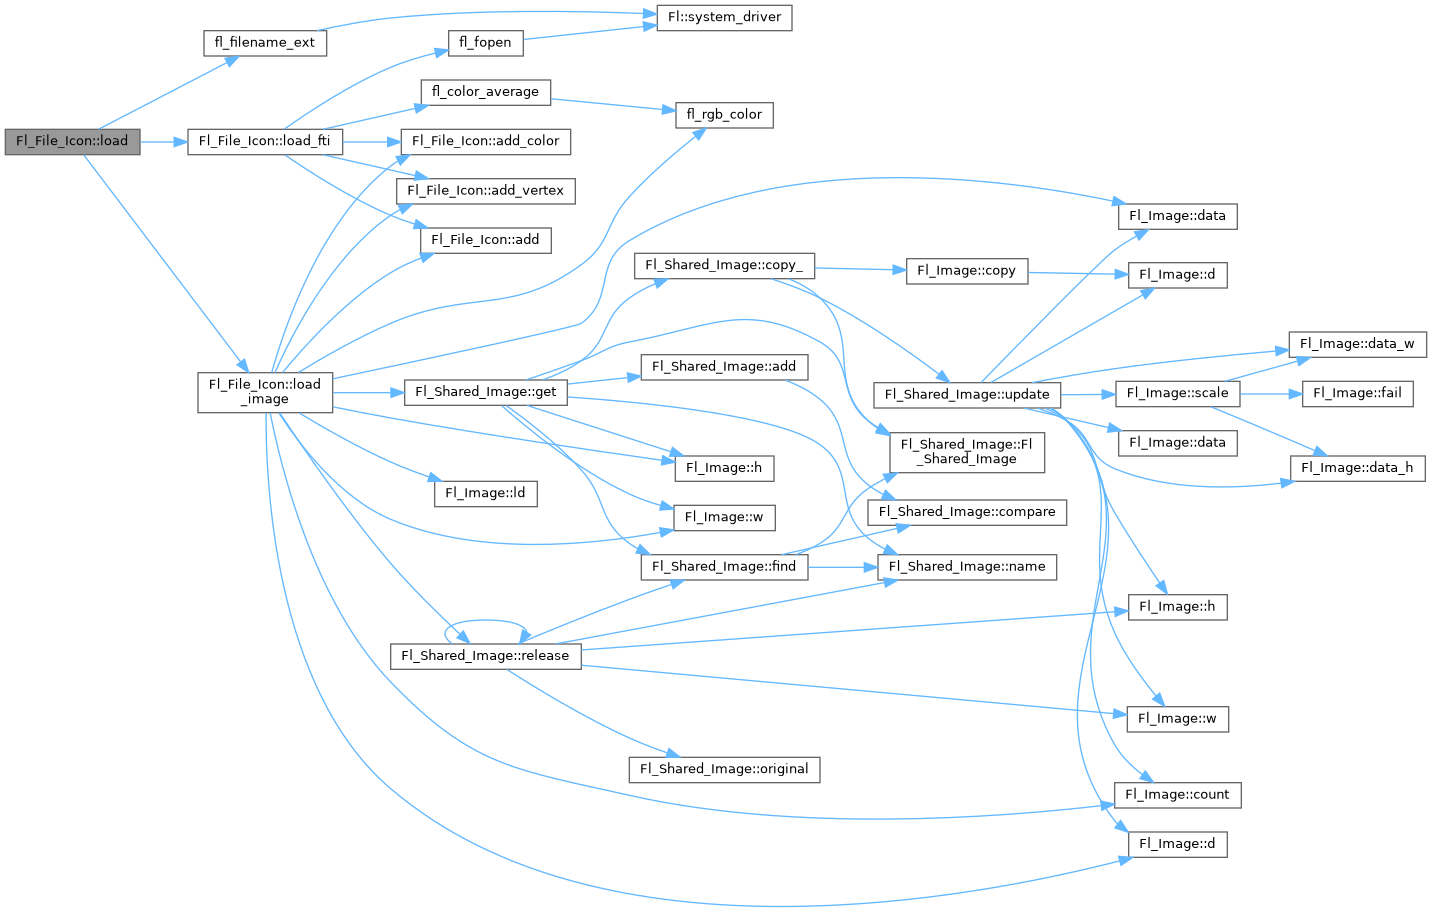 Fl_File_Icon::load
fl_filename_ext
Fl::system_driver
Fl_File_Icon::load_fti
fl_fopen
fl_color_average
fl_rgb_color
Fl_File_Icon::add_color
Fl_File_Icon::add_vertex
Fl_File_Icon::add
Fl_File_Icon::load
_image
Fl_Shared_Image::get
Fl_Image::ld
Fl_Shared_Image::release
Fl_Shared_Image::copy_
Fl_Shared_Image::add
Fl_Image::h
Fl_Image::w
Fl_Shared_Image::find
Fl_Shared_Image::original
Fl_Image::copy
Fl_Shared_Image::update
Fl_Shared_Image::Fl
_Shared_Image
Fl_Shared_Image::compare
Fl_Shared_Image::name
Fl_Image::data
Fl_Image::d
Fl_Image::scale
Fl_Image::data
Fl_Image::data_w
Fl_Image::fail
Fl_Image::data_h
Fl_Image::h
Fl_Image::w
Fl_Image::count
Fl_Image::d